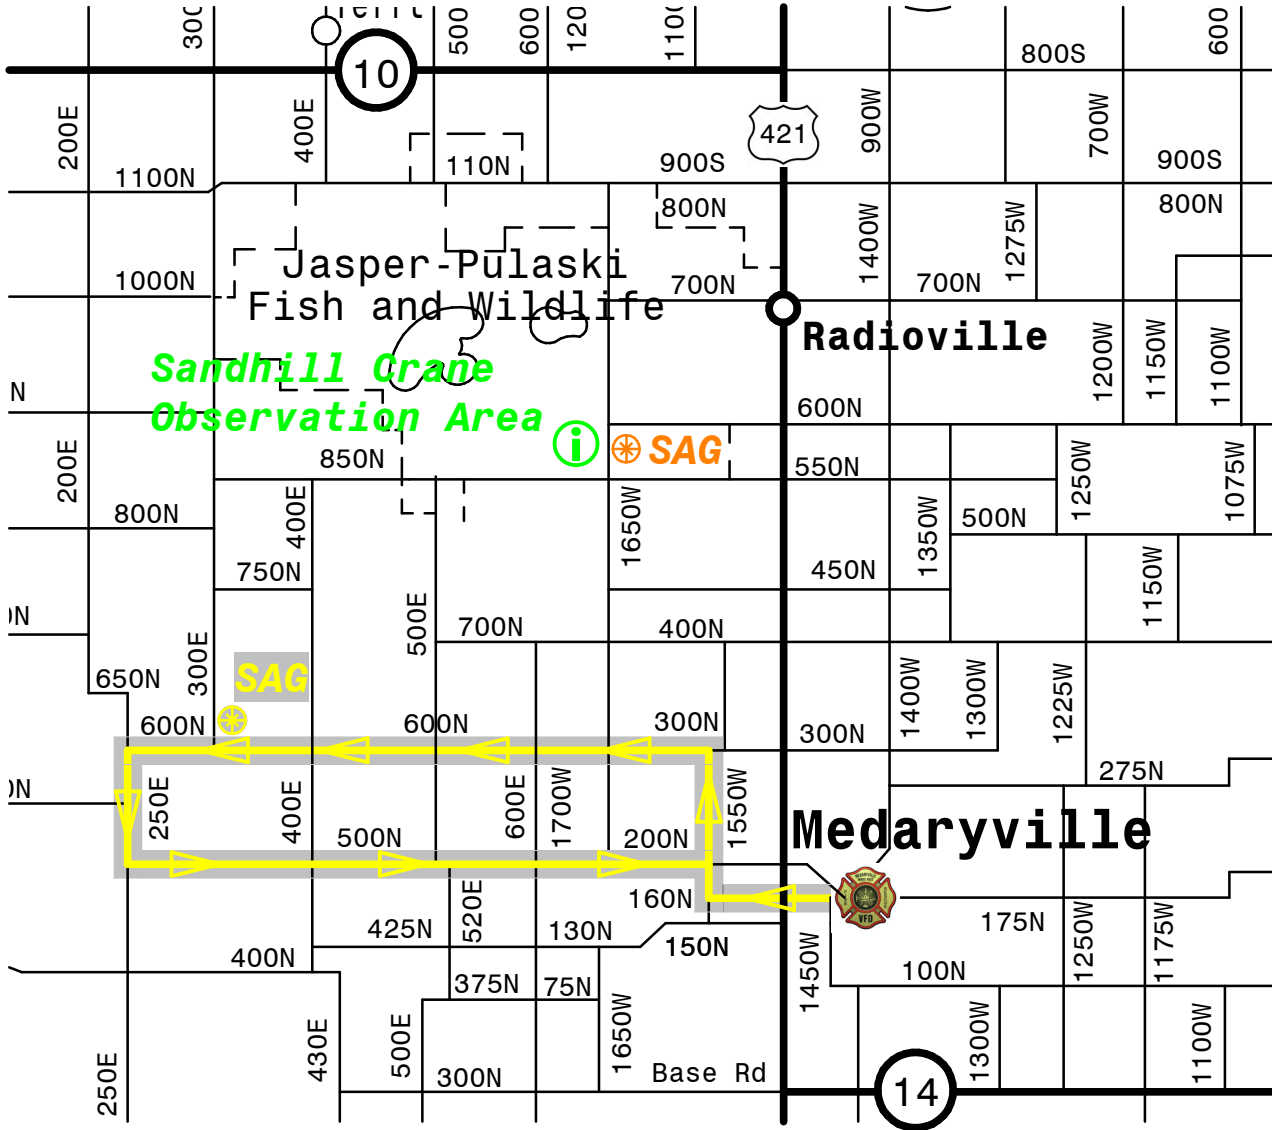 Tefft
300
500
600
120
1100
600
800S
10
200E
400E
421
900W
700W
1100N
110N
900S
900S
800N
800N
1400W
1275W
Jasper-Pulaski
Fish and Wildlife
1000N
700N
700N
Radioville
Sandhill Crane
Observation Area
N
1200W
1150W
1100W
600N
i
SAG
850N
550N
200E
400E
1650W
1250W
1075W
800N
1350W
500N
750N
450N
1150W
0N
500E
700N
400N
300E
650N
SAG
1400W
1300W
1225W
600N
600N
300N
300N
0N
275N
250E
400E
600E
1700W
1550W
500N
200N
Medaryville
VFD
160N
520E
425N
130N
150N
175N
400N
1450W
100N
1250W
1175W
375N
75N
250E
430E
500E
1650W
300N
Base Rd
14
1300W
1100W